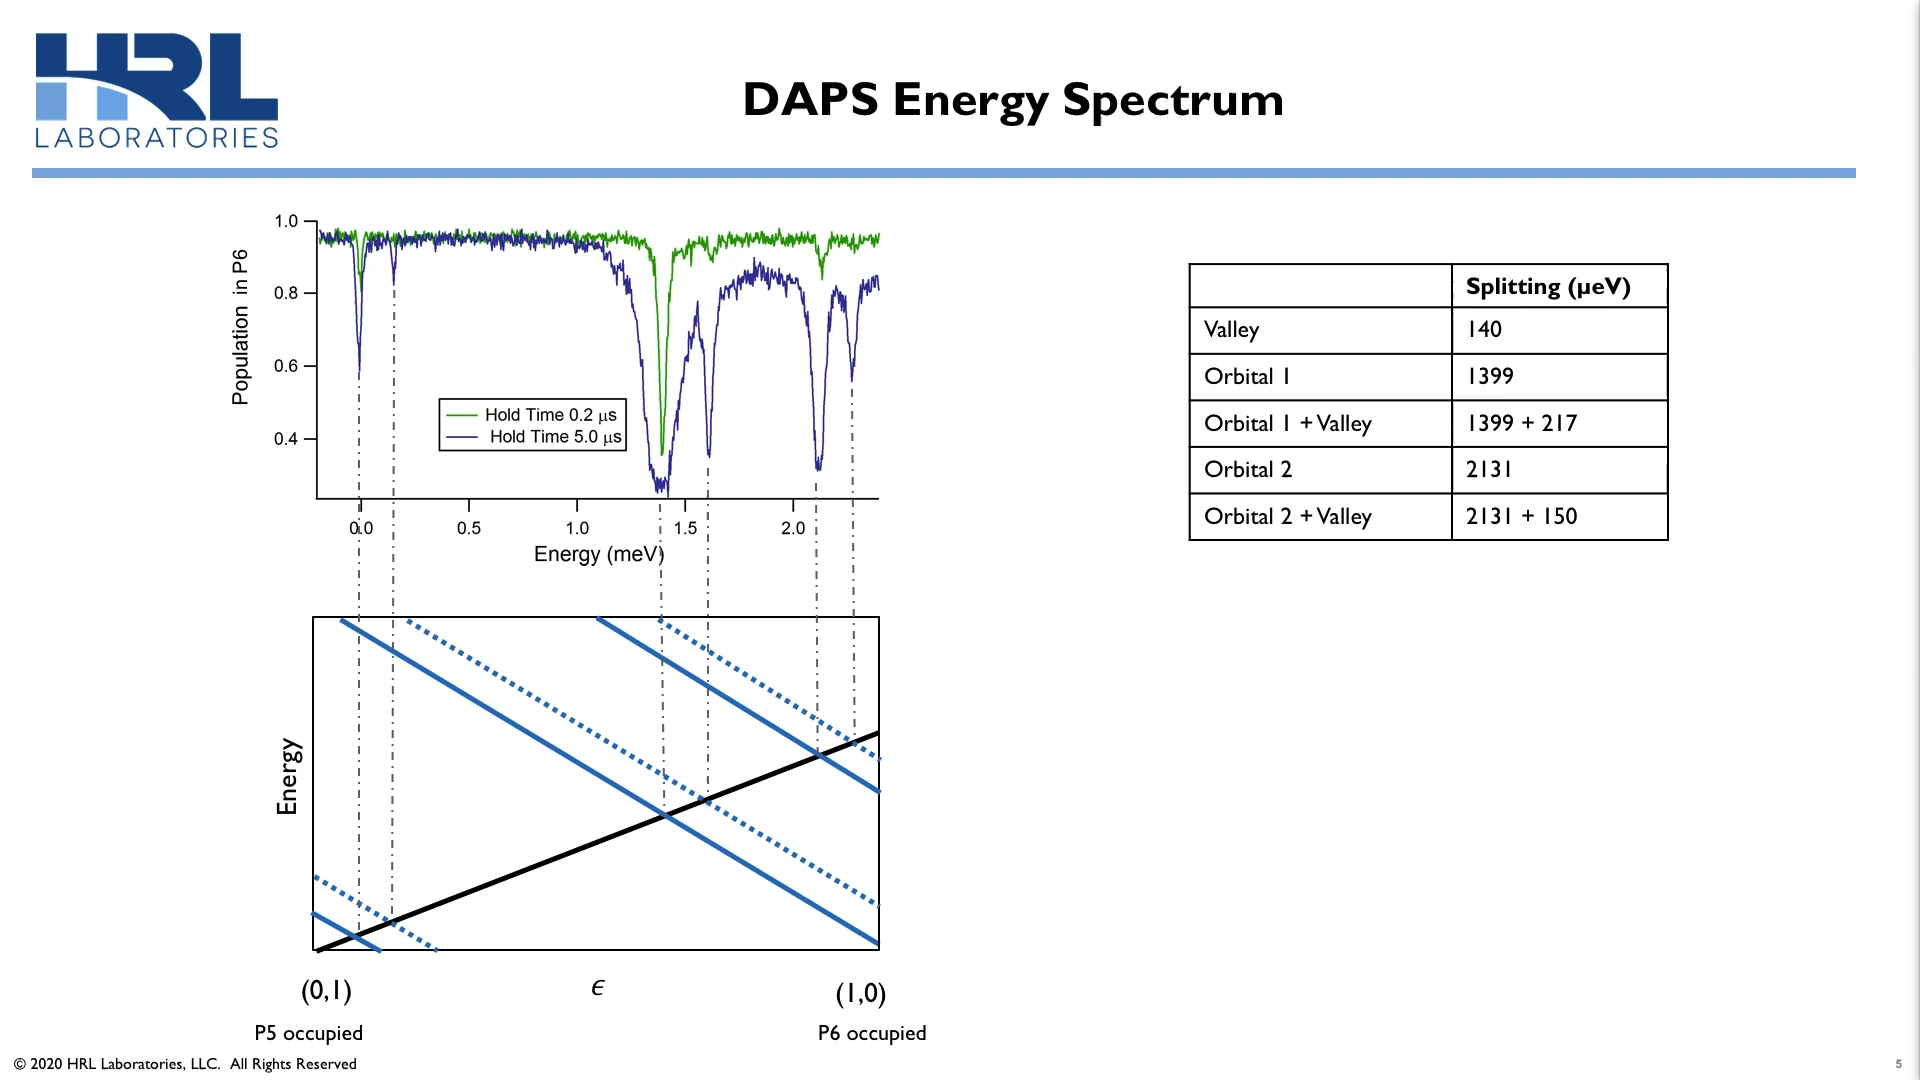 HRL
LABORATORIES
DAPS Energy Spectrum
Population in P6
1.0
0.8
0.6
0.4
Hold Time 0.2 μs
Hold Time 5.0 μs
0.0 0.5 1.0 1.5 2.0
Energy (meV)
Splitting (μeV)
Valley 140
Orbital 1 1399
Orbital 1 + Valley 1399 + 217
Orbital 2 2131
Orbital 2 + Valley 2131 + 150
Energy
(0,1) ϵ (1,0)
P5 occupied P6 occupied
© 2020 HRL Laboratories, LLC. All Rights Reserved
5